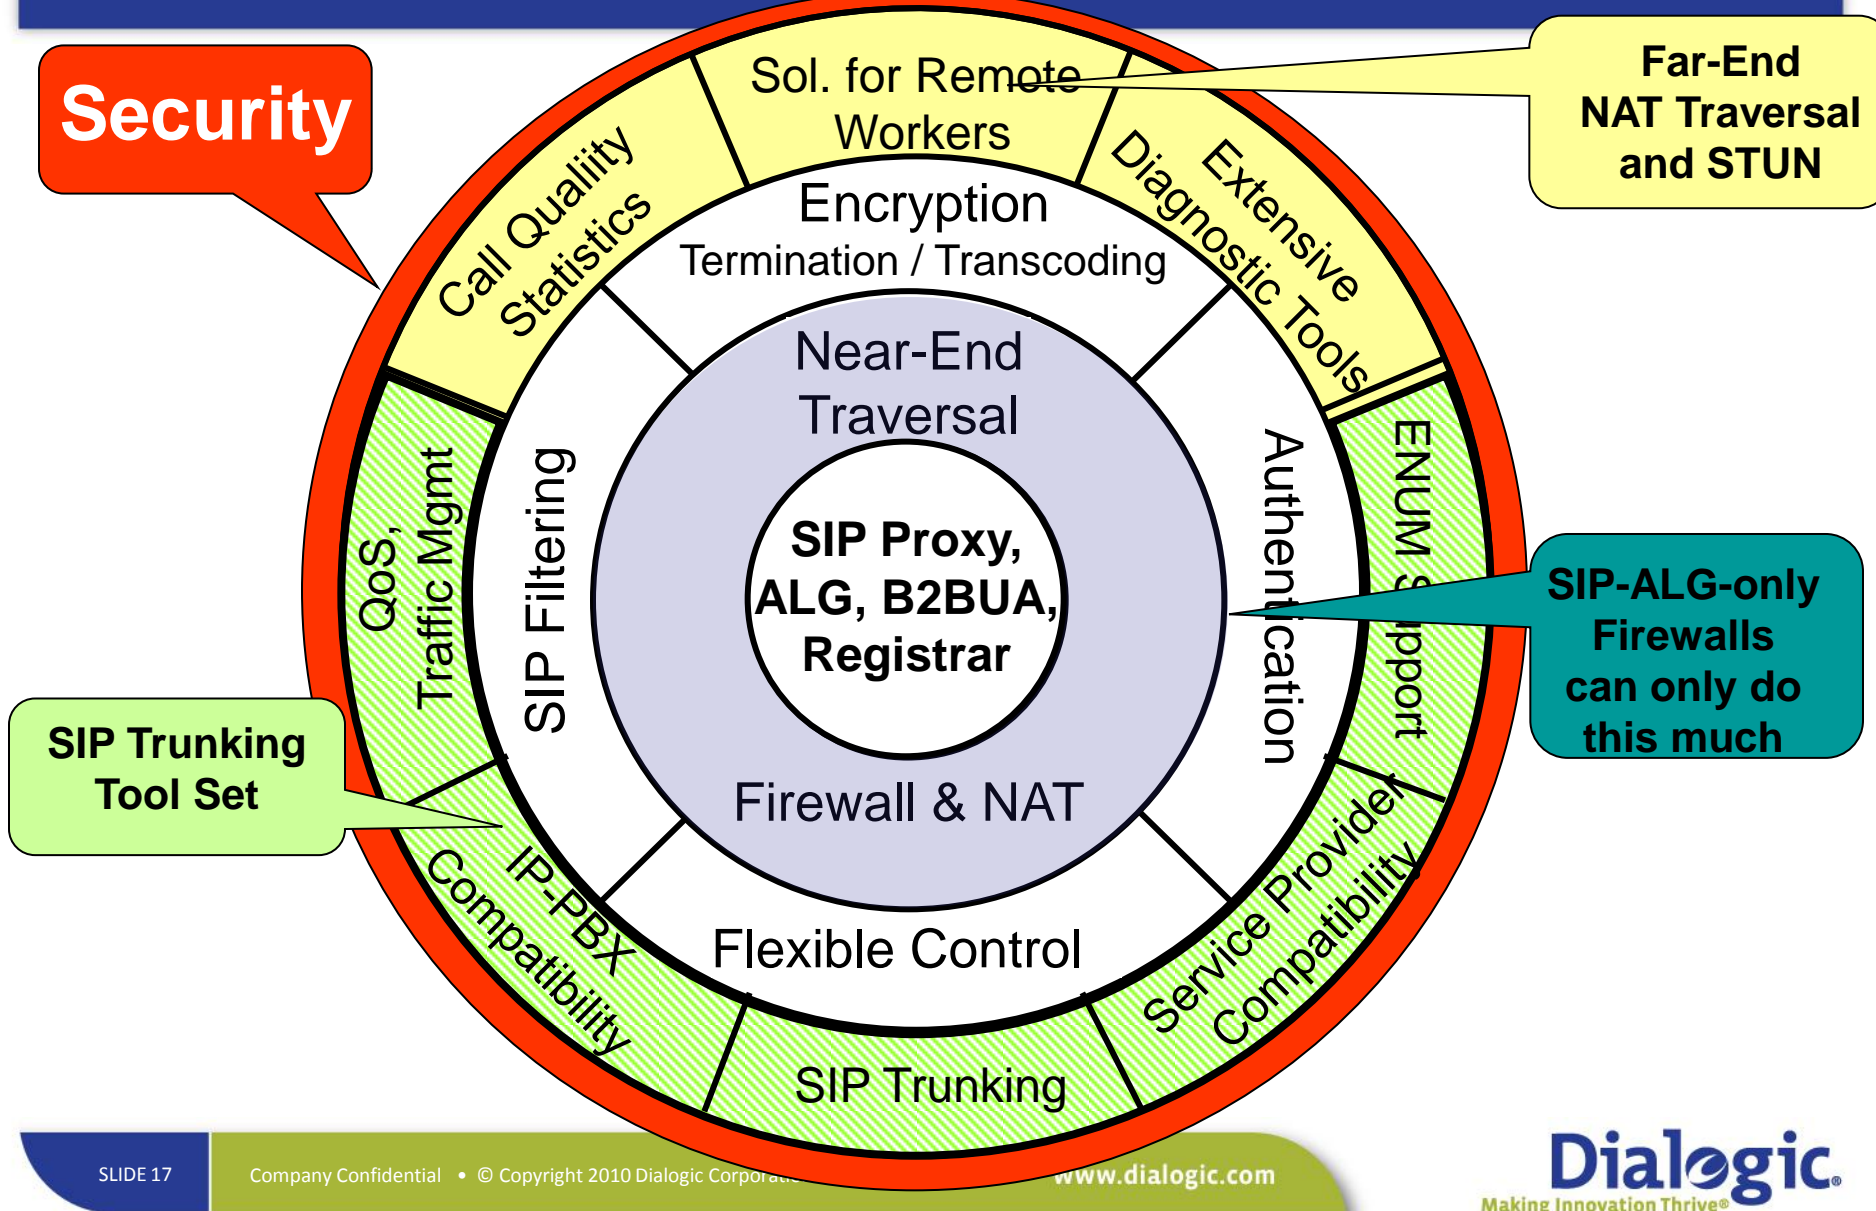 Security
Sol. for Remote
Workers
Far-End
NAT Traversal
and STUN
Call Qualiity
Statistics
Extensive
Diagnostic Tools
Encryption
Termination / Transcoding
Near-End
Traversal
SIP Filtering
Authentication
QoS,
Traffic Mgmt
ENUM Support
SIP Proxy,
ALG, B2BUA,
Registrar
SIP-ALG-only
Firewalls
can only do
this much
SIP Trunking
Tool Set
Firewall & NAT
IP-PBX
Compatibility
Flexible Control
Service Provider
Compatibility
SIP Trunking
SLIDE 17
Company Confidential • © Copyright 2010 Dialogic
www.dialogic.com
Dialogic®
Making Innovation Thrive®